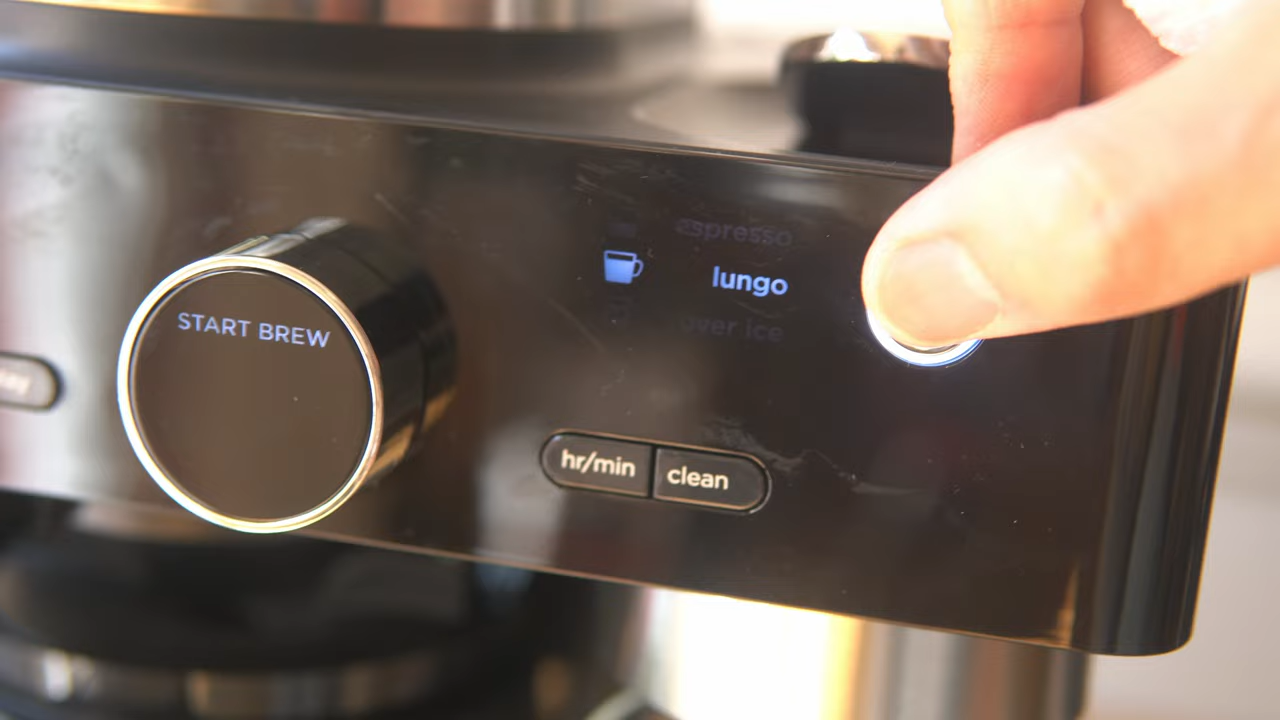 espresso
lungo
over ice
START BREW
hr/min
clean